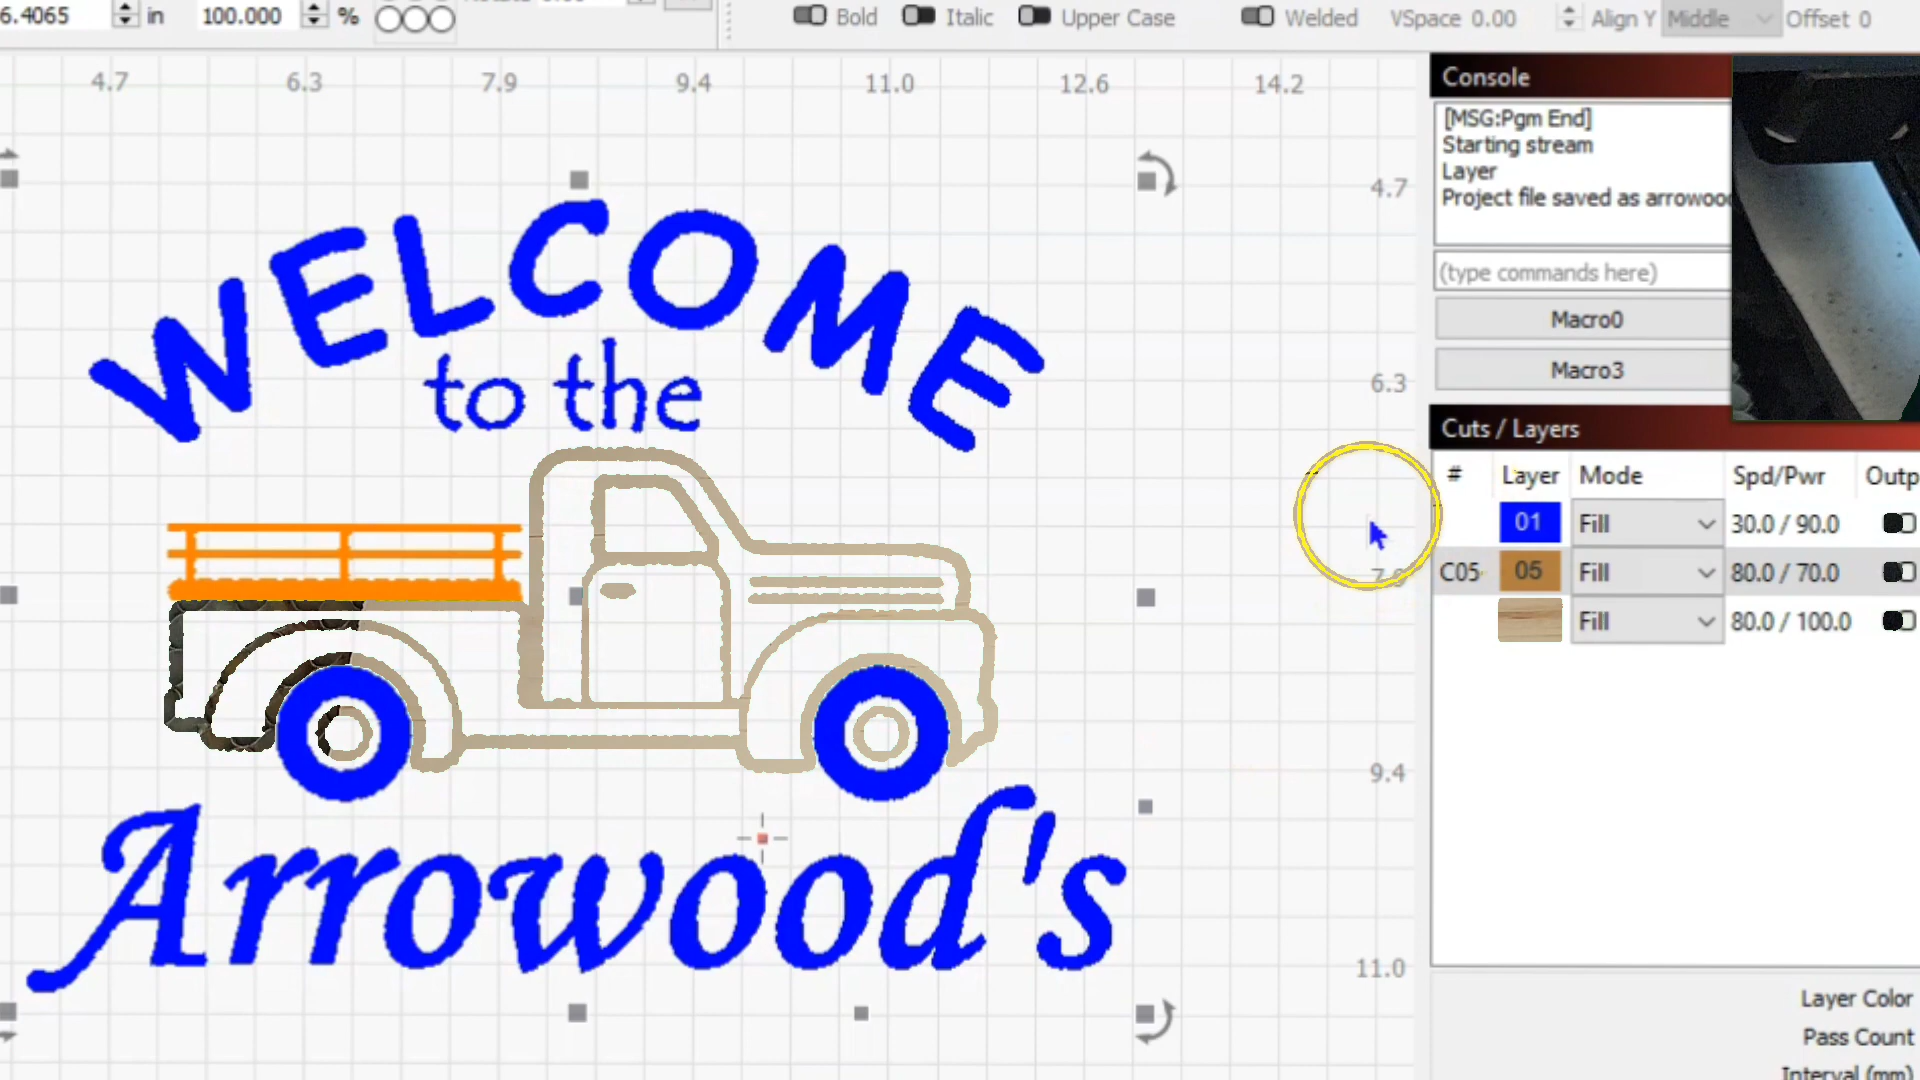 6.4065 in 100.000 % Bold Italic Upper Case Welded VSpace 0.00 Align Y Middle Offset 0
4.7 6.3 7.9 9.4 11.0 12.6 14.2
Console
[MSG:Pgm End]
Starting stream
Layer
Project file saved as arrowood
(type commands here)
Macro0
Macro3
4.7
6.3
9.4
11.0
WELCOME
to the
Arrowood's
Cuts / Layers
# Layer Mode Spd/Pwr Outp
01 Fill 30.0 / 90.0
C05 05 Fill 80.0 / 70.0
Fill 80.0 / 100.0
Layer Color
Pass Count
Interval (mm)